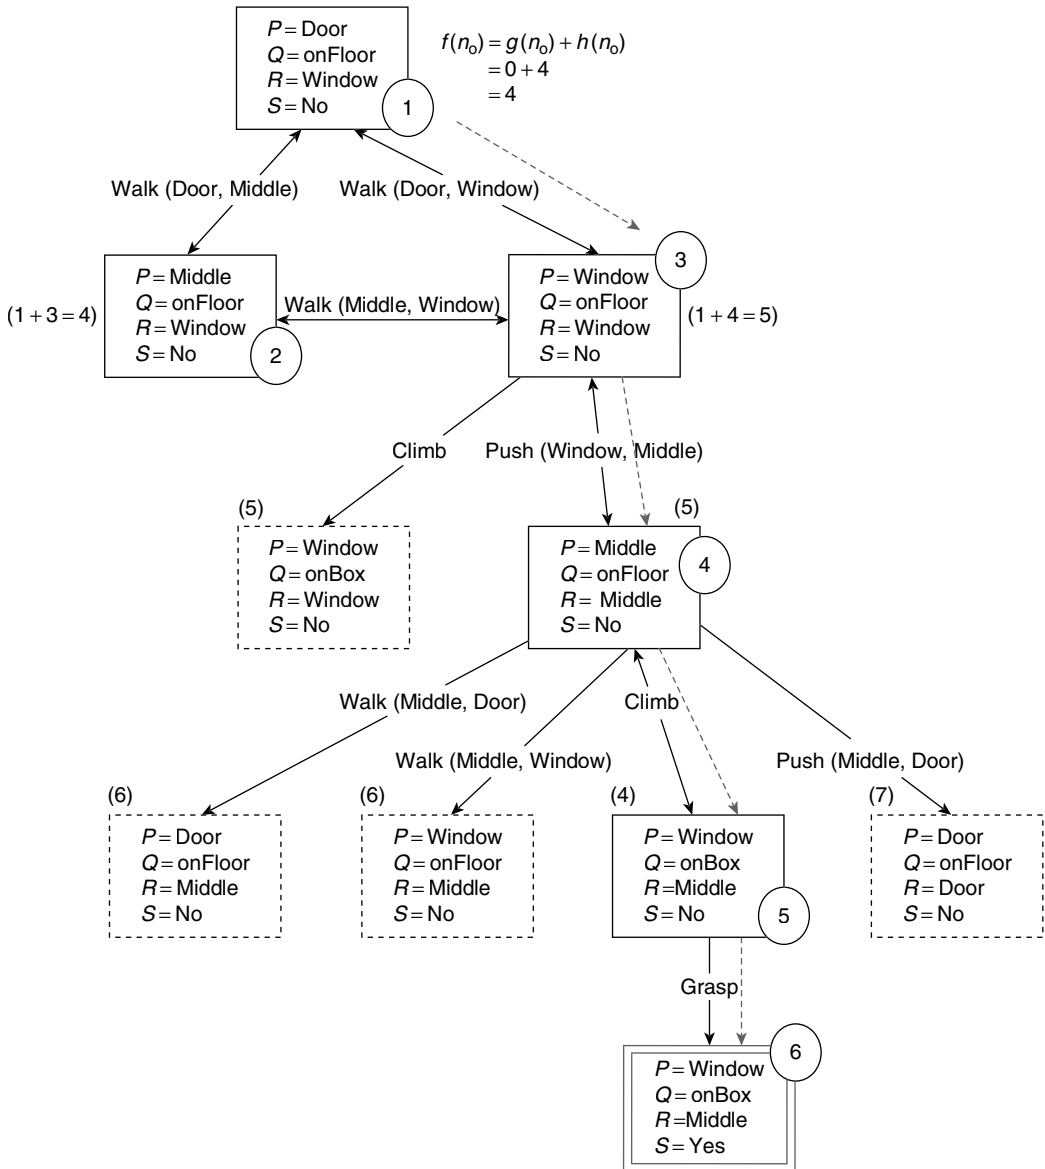 P = Door
Q = onFloor
R = Window
S = No
1
f(n₀) = g(n₀) + h(n₀)
= 0 + 4
= 4
Walk (Door, Middle)
Walk (Door, Window)
(1 + 3 = 4)
P = Middle
Q = onFloor
R = Window
S = No
2
Walk (Middle, Window)
3
P = Window
Q = onFloor
R = Window
S = No
(1 + 4 = 5)
Climb
Push (Window, Middle)
(5)
P = Window
Q = onBox
R = Window
S = No
(5)
P = Middle
Q = onFloor
R = Middle
S = No
4
Walk (Middle, Door)
Walk (Middle, Window)
Climb
Push (Middle, Door)
(6)
P = Door
Q = onFloor
R = Middle
S = No
(6)
P = Window
Q = onFloor
R = Middle
S = No
(4)
P = Window
Q = onBox
R =Middle
S = No
5
(7)
P = Door
Q = onFloor
R = Door
S = No
Grasp
6
P = Window
Q = onBox
R =Middle
S = Yes